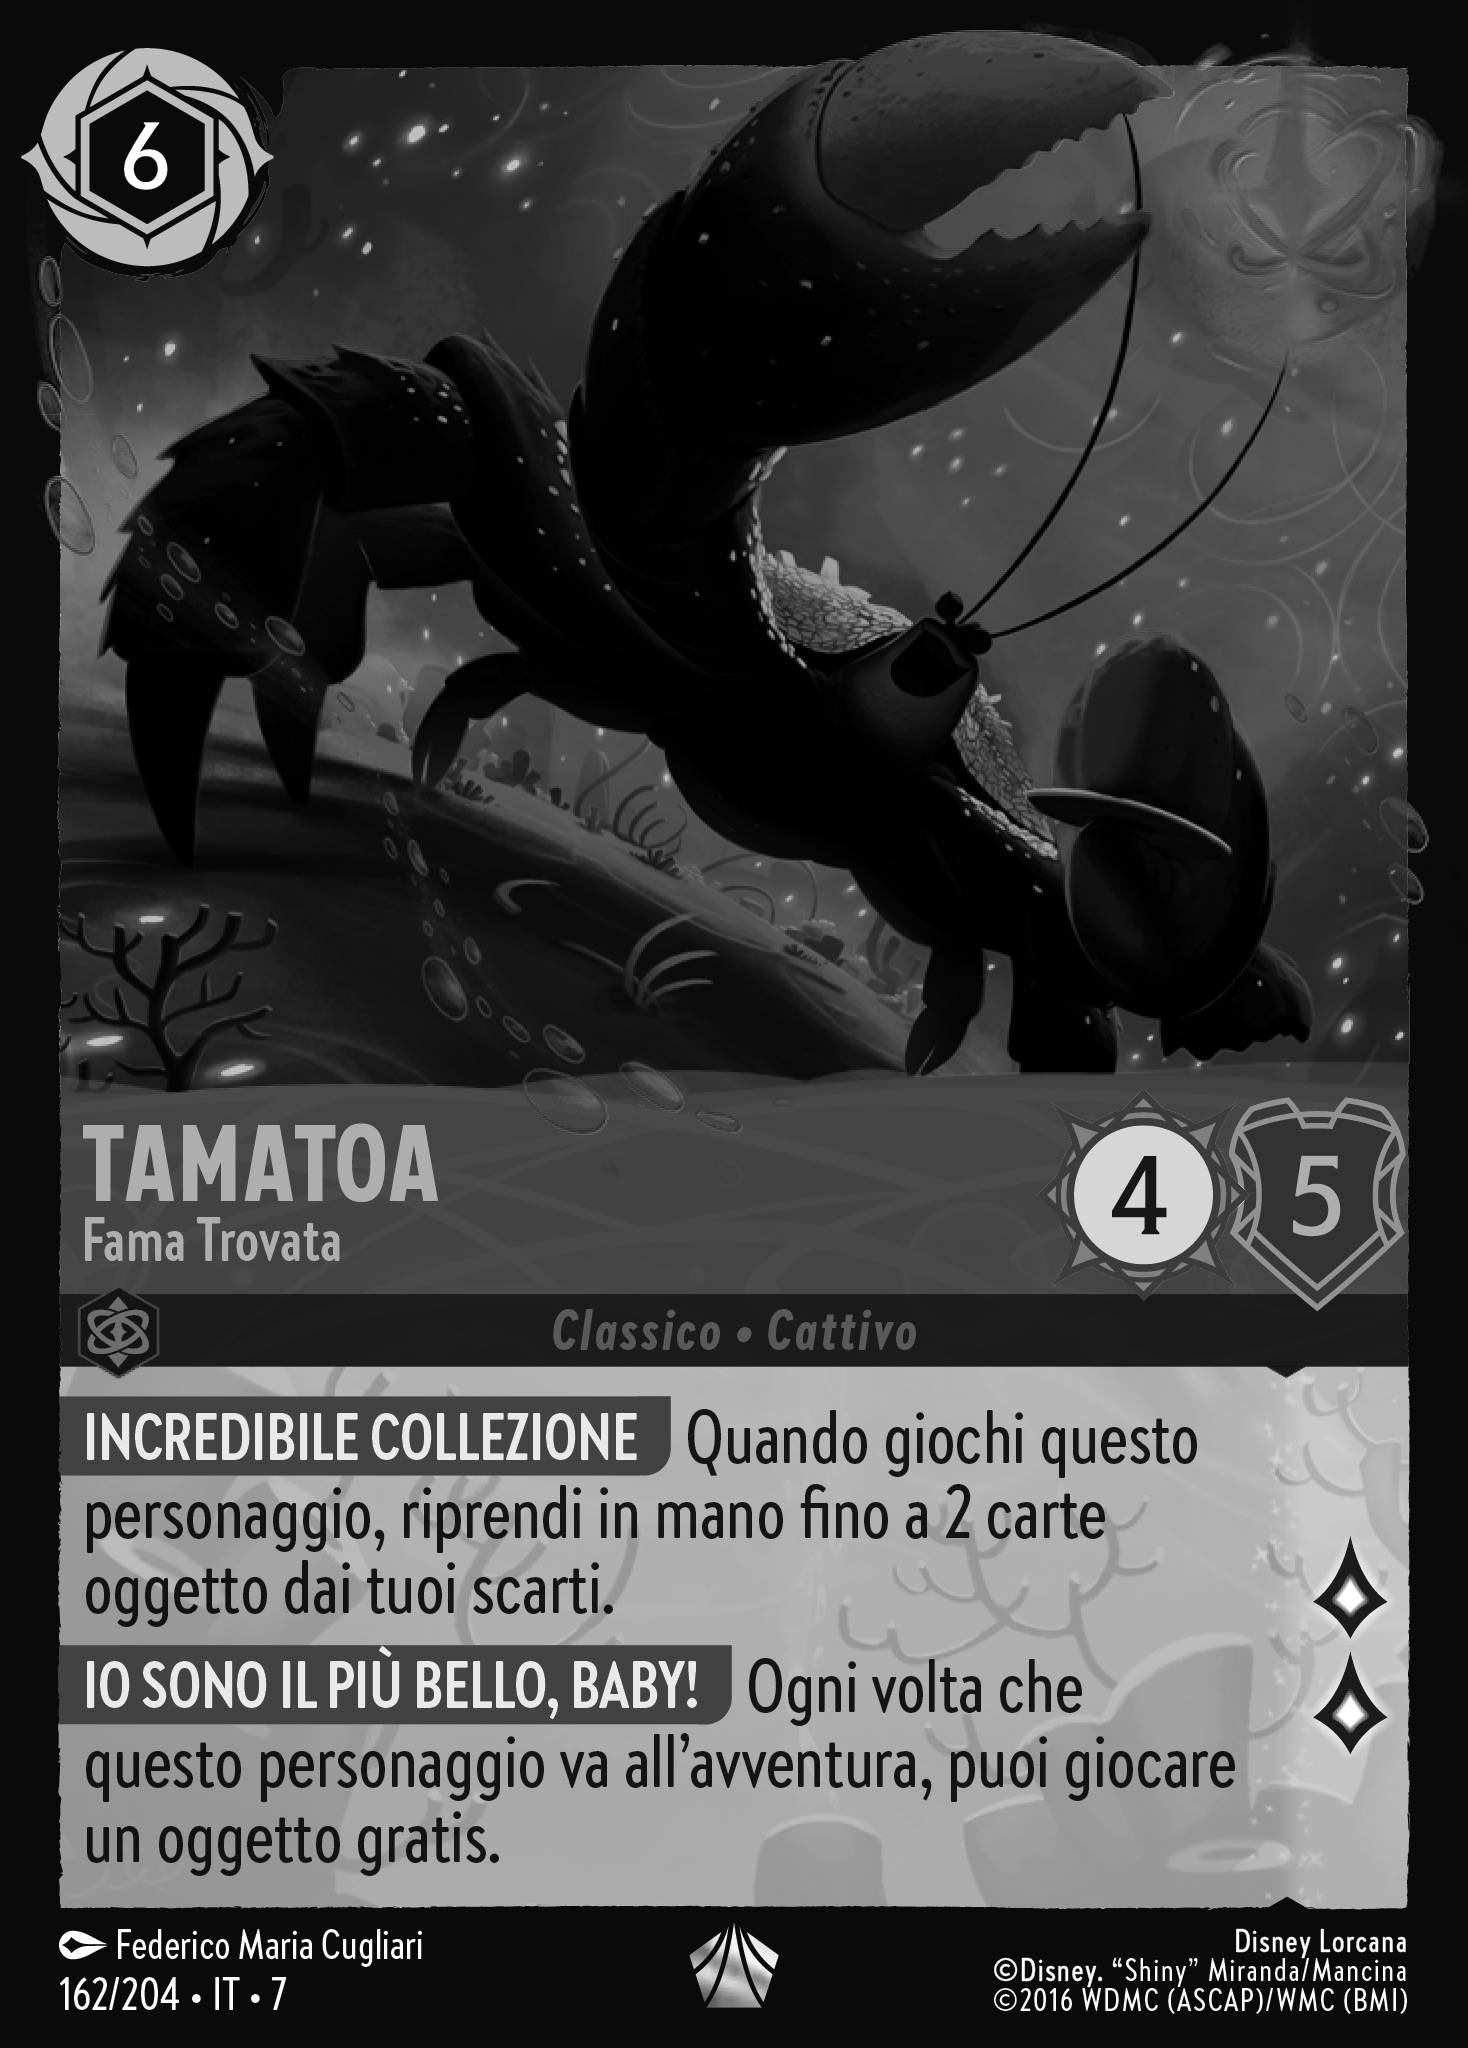 6
TAMATOA
Fama Trovata
4
5
Classico • Cattivo
INCREDIBILE COLLEZIONE Quando giochi questo
personaggio, riprendi in mano fino a 2 carte
oggetto dai tuoi scarti.
IO SONO IL PIÙ BELLO, BABY! Ogni volta che
questo personaggio va all’avventura, puoi giocare
un oggetto gratis.
Federico Maria Cugliari
162/204 • IT • 7
Disney Lorcana
©Disney. “Shiny” Miranda/Mancina
©2016 WDMC (ASCAP)/WMC (BMI)